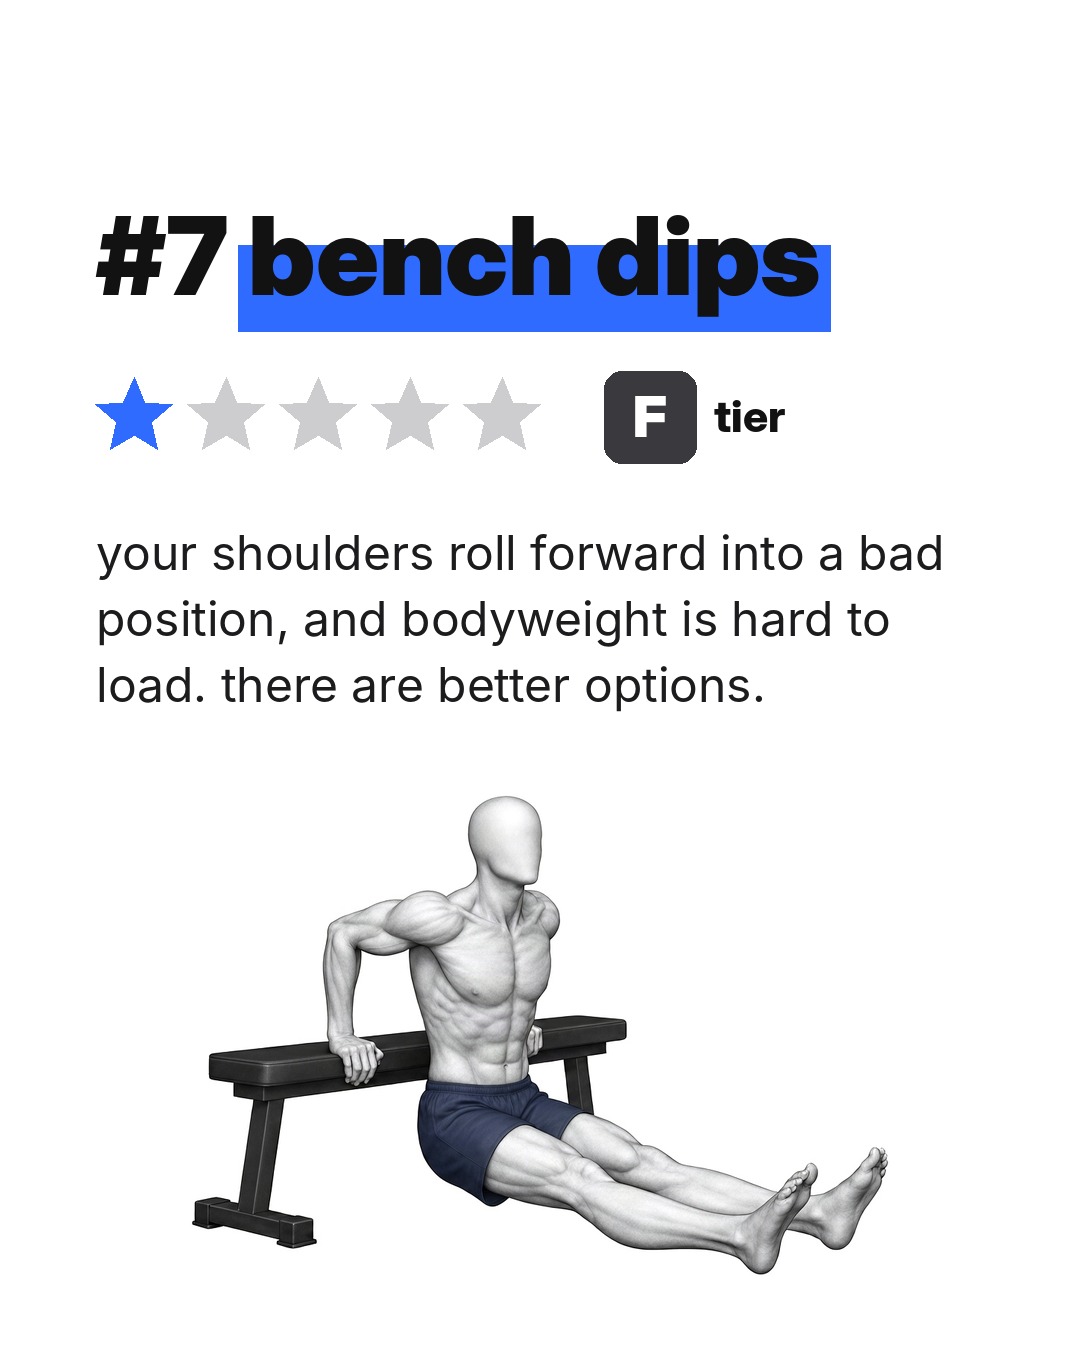 #7 bench dips
F tier
your shoulders roll forward into a bad
position, and bodyweight is hard to
load. there are better options.